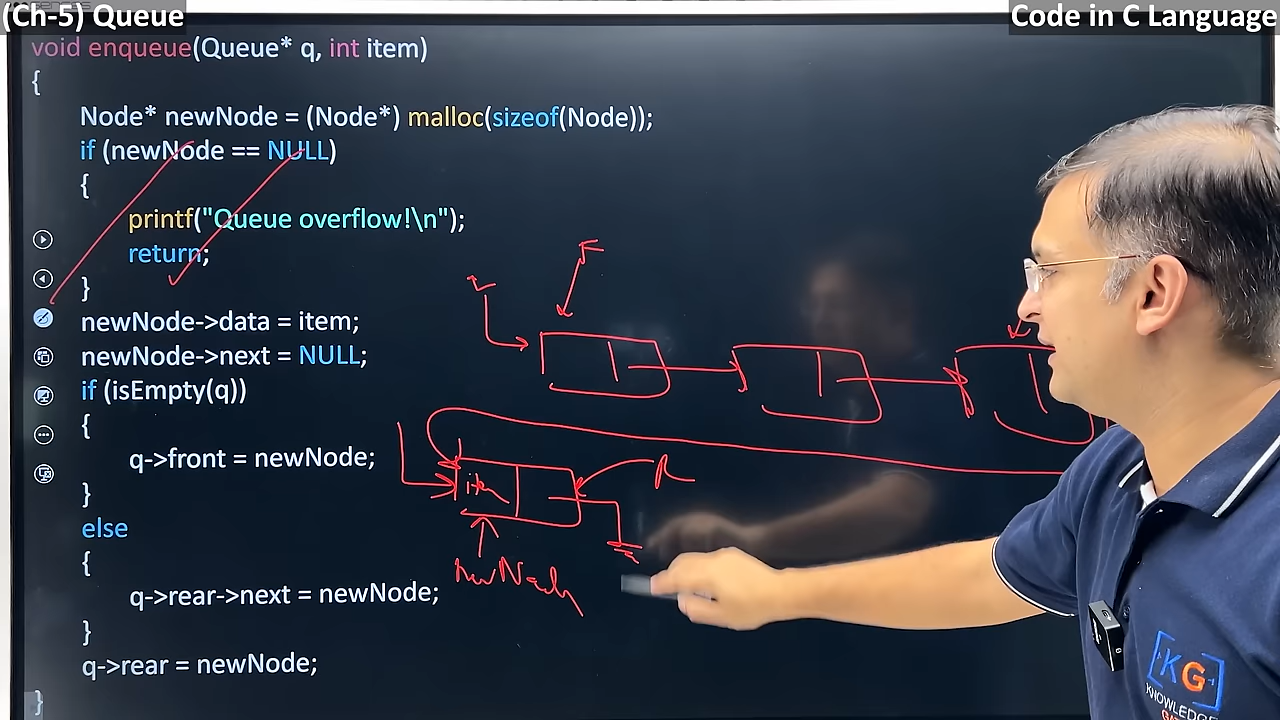 (Ch-5) Queue
Code in C Language
void enqueue(Queue* q, int item)
{
Node* newNode = (Node*) malloc(sizeof(Node));
if (newNode == NULL)
{
printf("Queue overflow!\n");
return;
}
newNode->data = item;
newNode->next = NULL;
if (isEmpty(q))
{
q->front = newNode;
}
else
{
q->rear->next = newNode;
}
q->rear = newNode;
}
F
item
R
newNode
KG
KNOWLEDGE